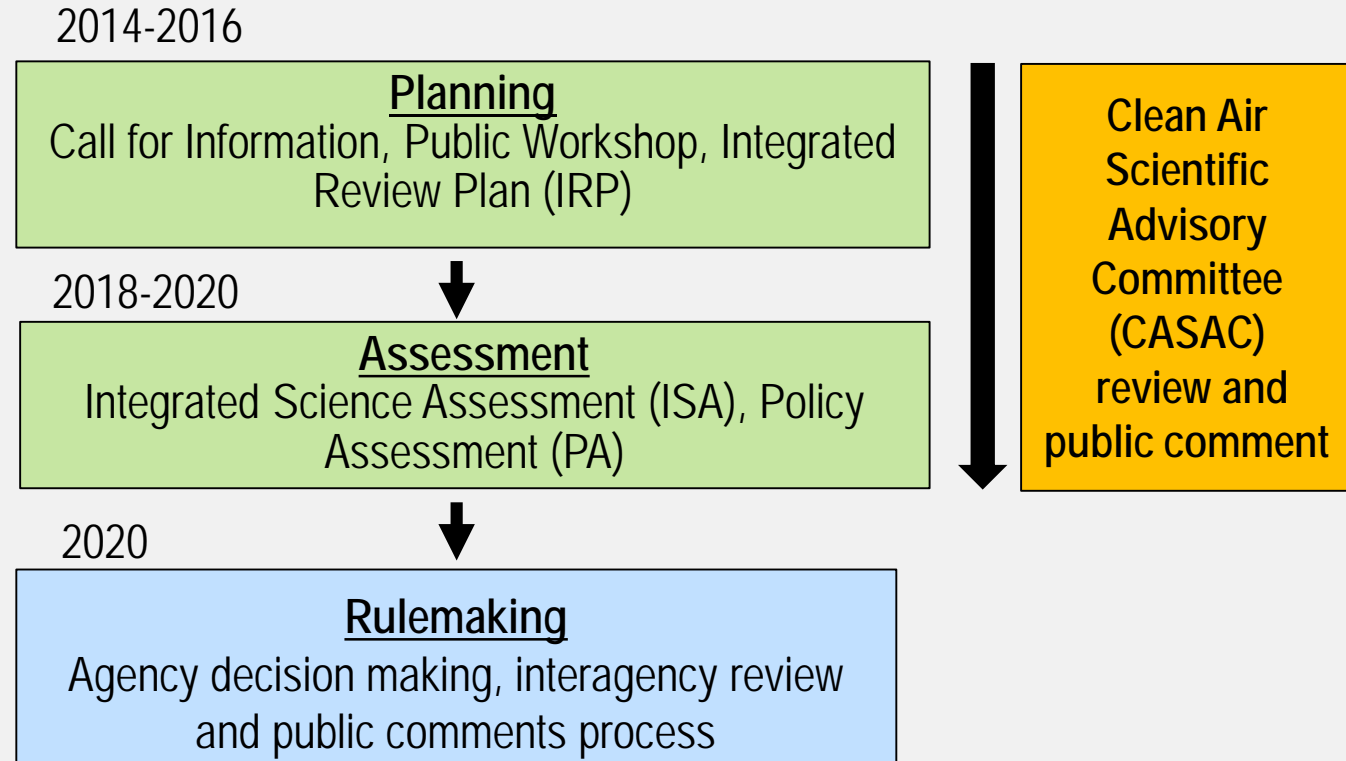 2014-2016
Planning
Call for Information, Public Workshop, Integrated
Review Plan (IRP)
2018-2020
Assessment
Integrated Science Assessment (ISA), Policy
Assessment (PA)
2020
Rulemaking
Agency decision making, interagency review
and public comments process
Clean Air
Scientific
Advisory
Committee
(CASAC)
review and
public comment